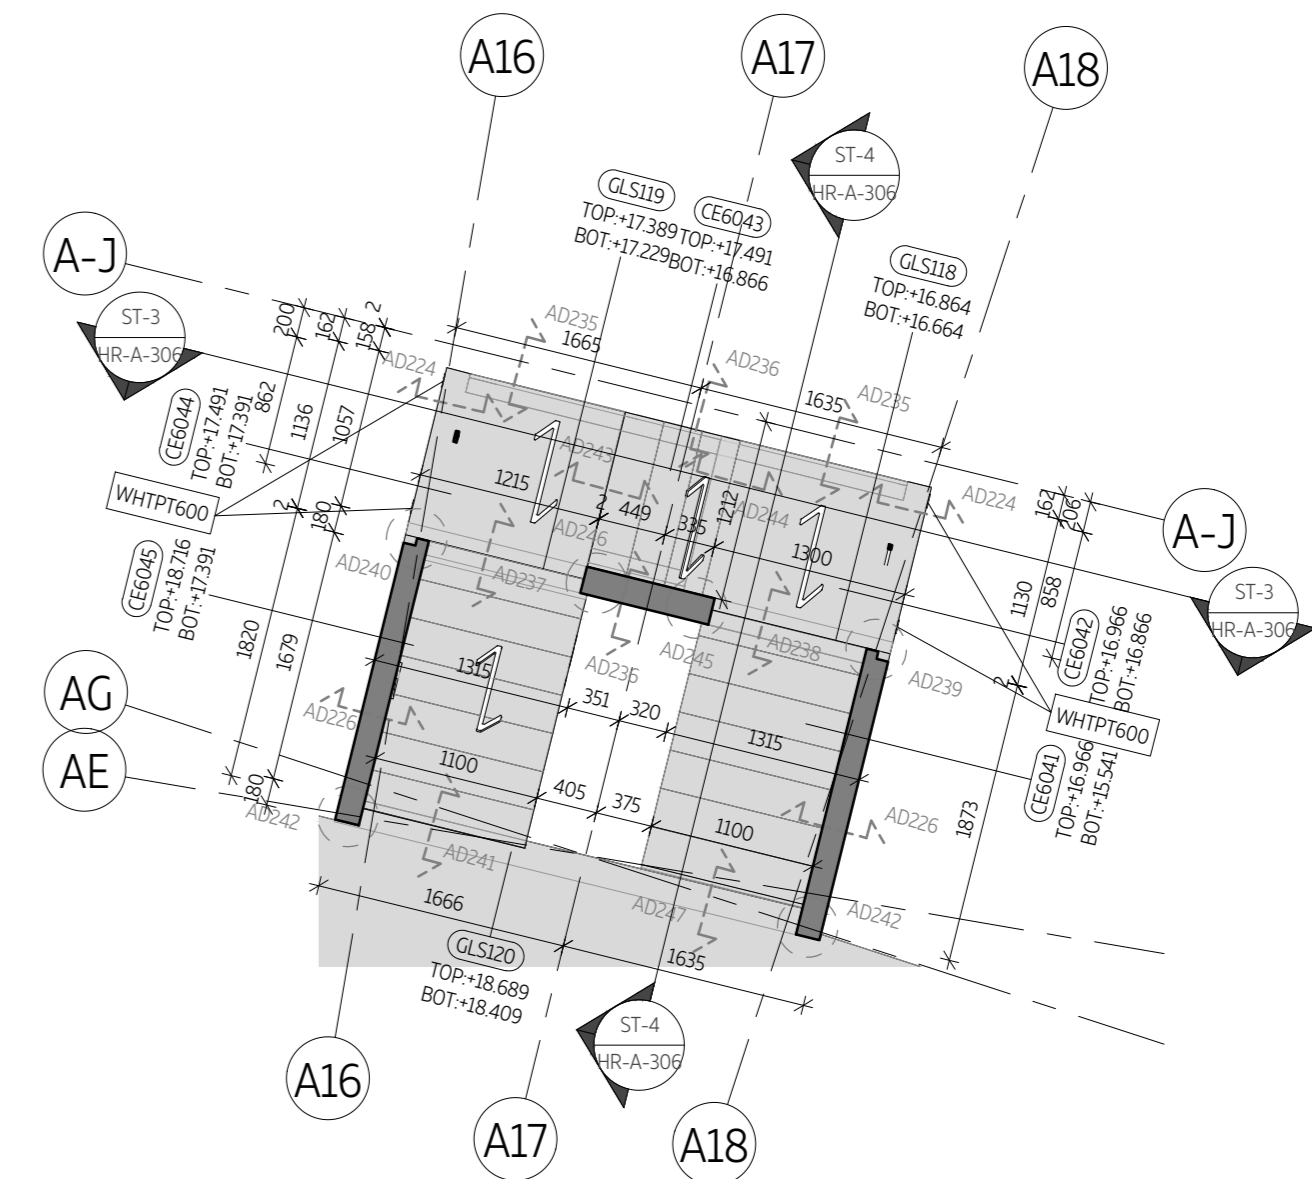 A16
A17
A18
ST-4
HR-A-306
GLS119
TOP:+17.389
BOT:+17.229
CE6043
TOP:+17.491
BOT:+16.866
GLS118
TOP:+16.864
BOT:+16.664
A-J
ST-3
HR-A-306
200
162
158
2
AD235
1665
AD224
AD236
1635
AD235
CE6044
TOP:+17.491
BOT:+17.391
862
1136
1057
WHTPT600
2
180
AD243
1215
2
449
335
1212
AD244
1300
AD224
162
206
A-J
CE6045
TOP:+18.716
BOT:+17.391
AD240
AD246
AD237
1130
858
ST-3
HR-A-306
1820
1679
1315
AD236
AD245
AD238
AD239
2
CE6042
TOP:+16.966
BOT:+16.866
WHTPT600
AG
AE
AD226
351
320
1315
1100
405
375
1100
CE6041
TOP:+16.966
BOT:+15.541
AD226
1873
180
AD242
AD241
1666
AD247
AD242
GLS120
TOP:+18.689
BOT:+18.409
1635
ST-4
HR-A-306
A16
A17
A18